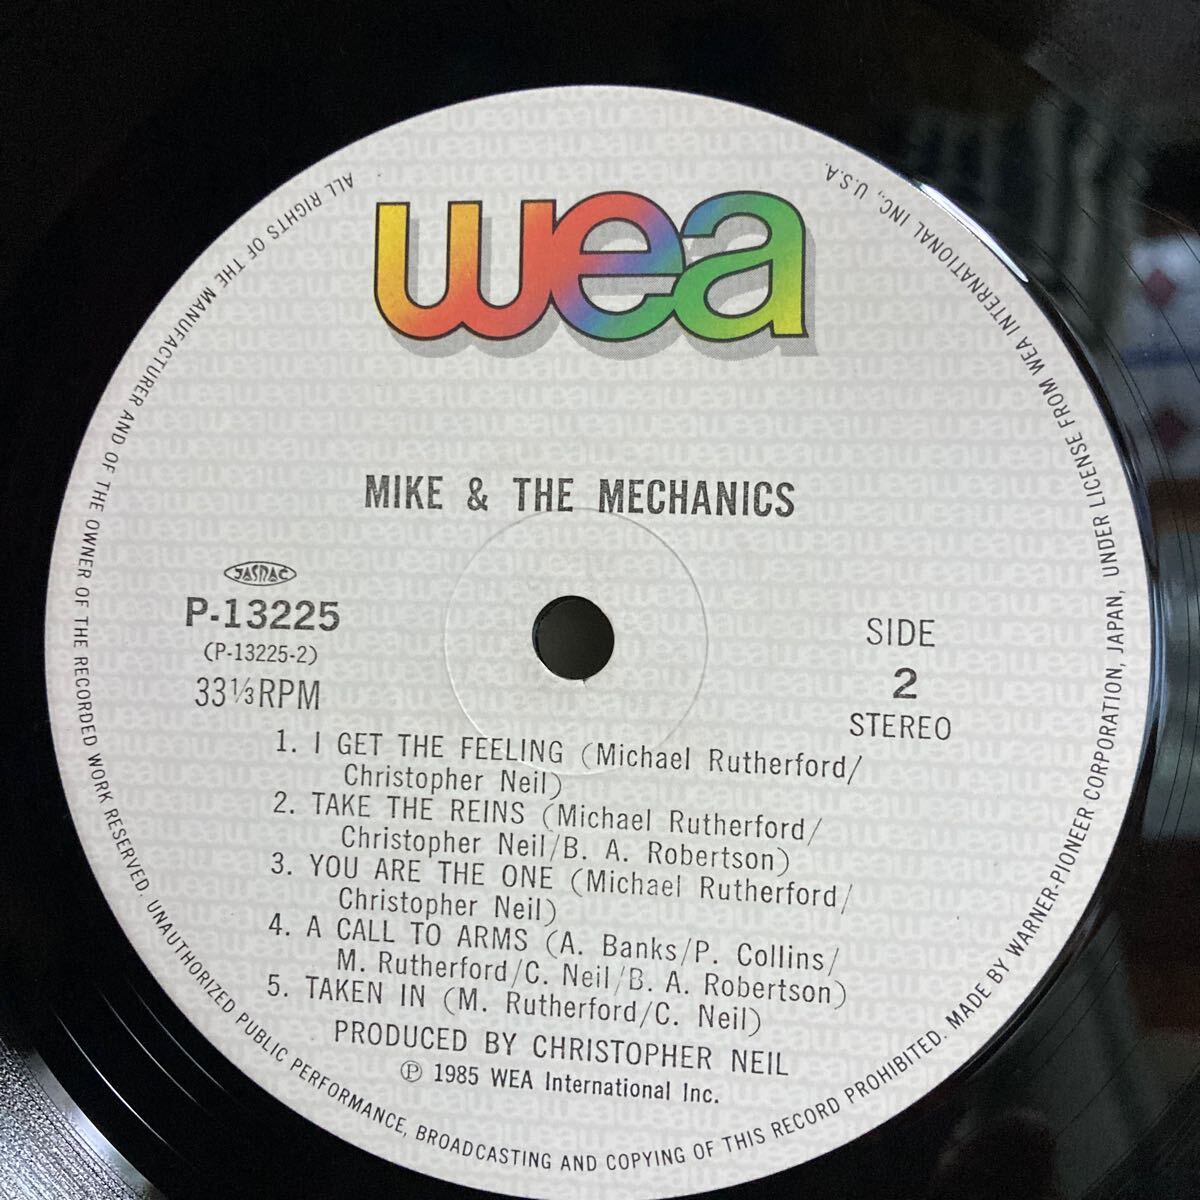 wea
MIKE & THE MECHANICS
JASRAC
P-13225
(P-13225-2)
33⅓RPM
SIDE
2
STEREO
1. I GET THE FEELING (Michael Rutherford/
Christopher Neil)
2. TAKE THE REINS (Michael Rutherford/
Christopher Neil/B. A. Robertson)
3. YOU ARE THE ONE (Michael Rutherford/
Christopher Neil)
4. A CALL TO ARMS (A. Banks/P. Collins/
M. Rutherford/C. Neil/B. A. Robertson)
5. TAKEN IN (M. Rutherford/C. Neil)
PRODUCED BY CHRISTOPHER NEIL
Ⓟ 1985 WEA International Inc.
ALL RIGHTS OF THE MANUFACTURER AND OF THE OWNER OF THE RECORDED WORK RESERVED. UNAUTHORIZED PUBLIC PERFORMANCE, BROADCASTING AND COPYING OF THIS RECORD PROHIBITED. MADE BY WARNER-PIONEER CORPORATION, JAPAN, UNDER LICENSE FROM WEA INTERNATIONAL INC., U.S.A.